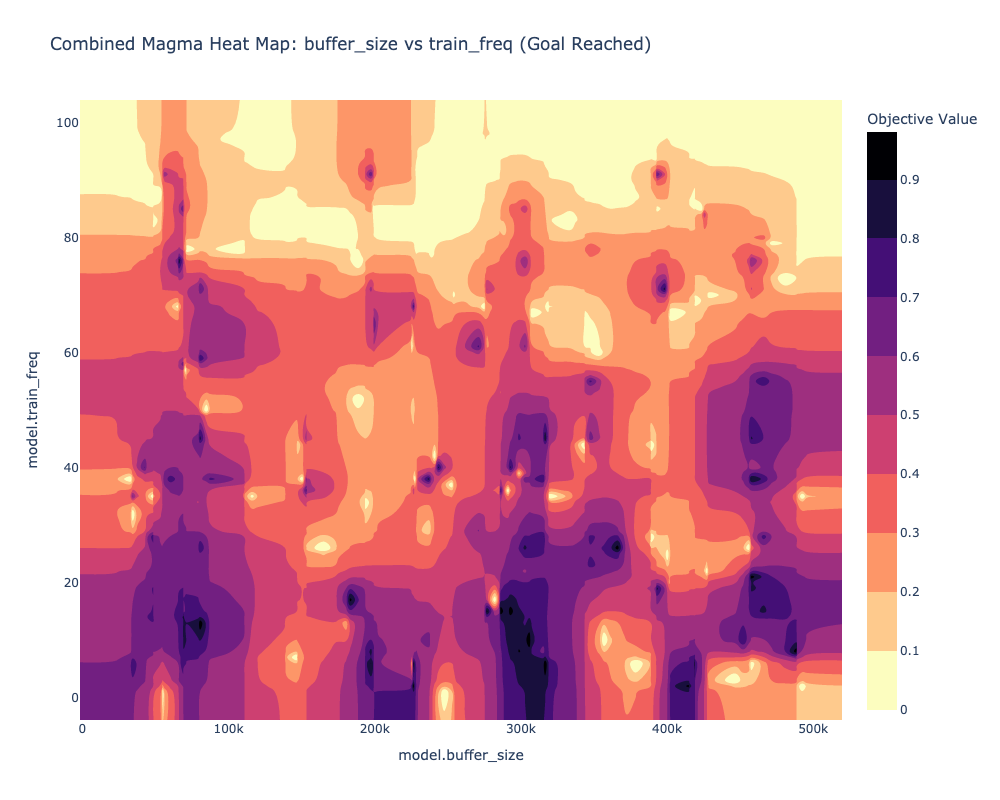 Combined Magma Heat Map: buffer_size vs train_freq (Goal Reached)
Objective Value
100
80
60
40
20
0
model.train_freq
0.9
0.8
0.7
0.6
0.5
0.4
0.3
0.2
0.1
0
0
100k
200k
300k
400k
500k
model.buffer_size